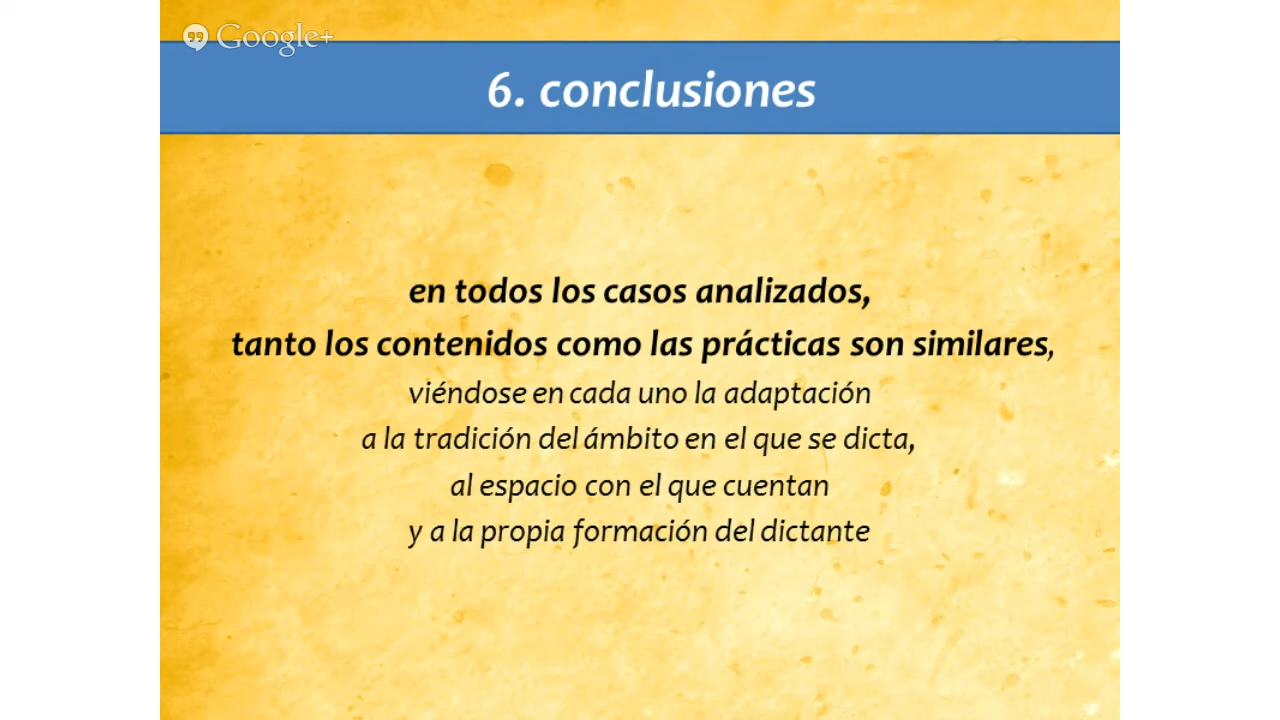 Google+
6. conclusiones
en todos los casos analizados,
tanto los contenidos como las prácticas son similares,
viéndose en cada uno la adaptación
a la tradición del ámbito en el que se dicta,
al espacio con el que cuentan
y a la propia formación del dictante